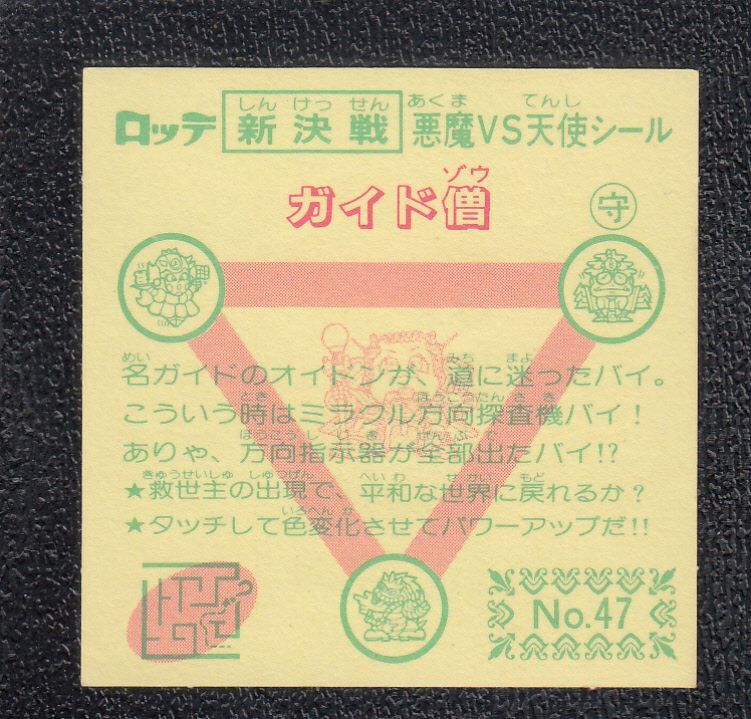 ロッテ 新決戦 悪魔VS天使シール
しん けっ せん あくま てんし
ガイド僧
ゾウ
守
名ガイドのオイドンが、道に迷ったバイ。
めい みち まよ
こういう時はミラクル方向探査機バイ!
とき ほうこうたん さ き
ありゃ、方向指示器が全部出たバイ!?
ほうこう し じ き ぜんぶ で
★救世主の出現で、平和な世界に戻れるか?
きゅうせいしゅ しゅつげん へいわ せ かい もど
★タッチして色変化させてパワーアップだ!!
いろへん か
No.47